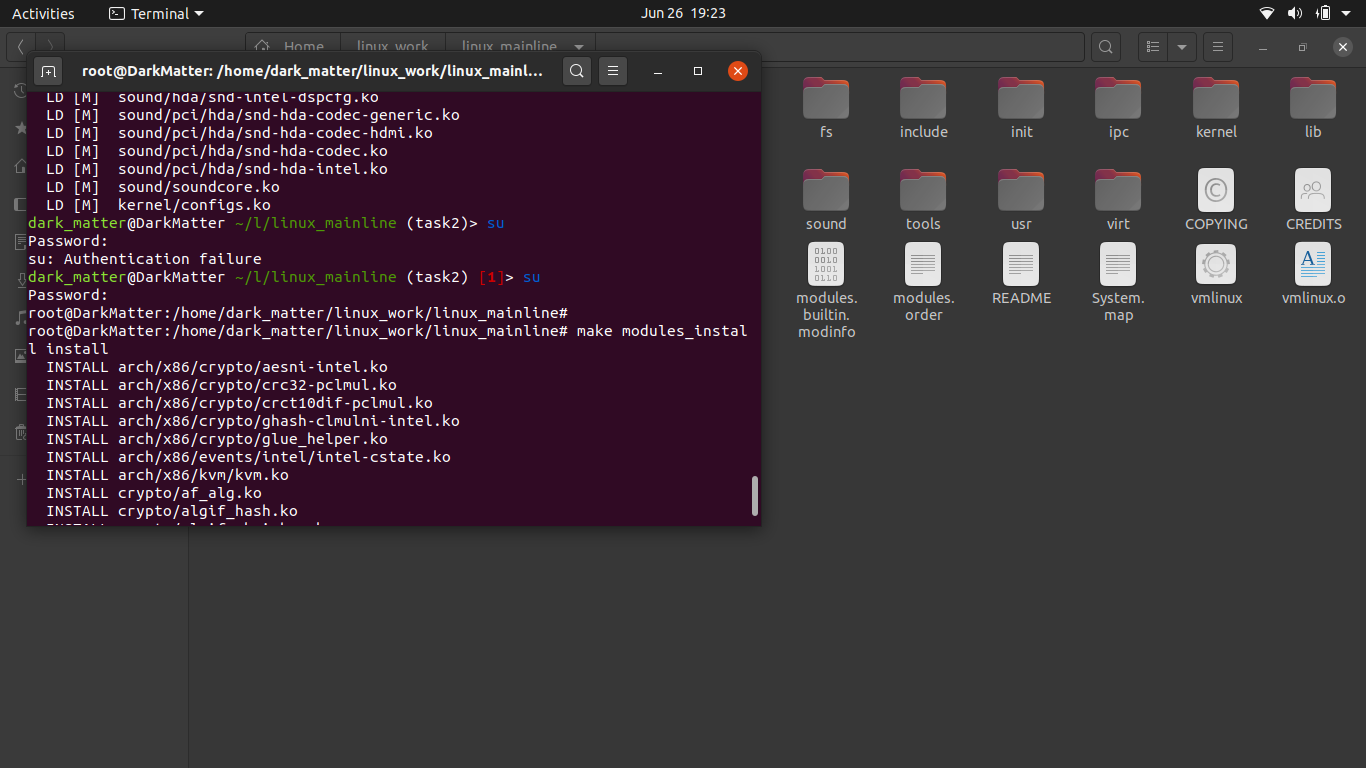 Activities
Terminal
Jun 26 19:23
Home
linux_work
linux_mainline
root@DarkMatter: /home/dark_matter/linux_work/linux_mainl...
LD [M] sound/hda/snd-intel-dspcfg.ko
LD [M] sound/pci/hda/snd-hda-codec-generic.ko
LD [M] sound/pci/hda/snd-hda-codec-hdmi.ko
LD [M] sound/pci/hda/snd-hda-codec.ko
LD [M] sound/pci/hda/snd-hda-intel.ko
LD [M] sound/soundcore.ko
LD [M] kernel/configs.ko
dark_matter@DarkMatter ~/l/linux_mainline (task2)> su
Password:
su: Authentication failure
dark_matter@DarkMatter ~/l/linux_mainline (task2) [1]> su
Password:
root@DarkMatter:/home/dark_matter/linux_work/linux_mainline#
root@DarkMatter:/home/dark_matter/linux_work/linux_mainline# make modules_instal
l install
INSTALL arch/x86/crypto/aesni-intel.ko
INSTALL arch/x86/crypto/crc32-pclmul.ko
INSTALL arch/x86/crypto/crct10dif-pclmul.ko
INSTALL arch/x86/crypto/ghash-clmulni-intel.ko
INSTALL arch/x86/crypto/glue_helper.ko
INSTALL arch/x86/events/intel/intel-cstate.ko
INSTALL arch/x86/kvm/kvm.ko
INSTALL crypto/af_alg.ko
INSTALL crypto/algif_hash.ko
fs
include
init
ipc
kernel
lib
sound
tools
usr
virt
COPYING
CREDITS
modules.
builtin.
modinfo
modules.
order
README
System.
map
vmlinux
vmlinux.o